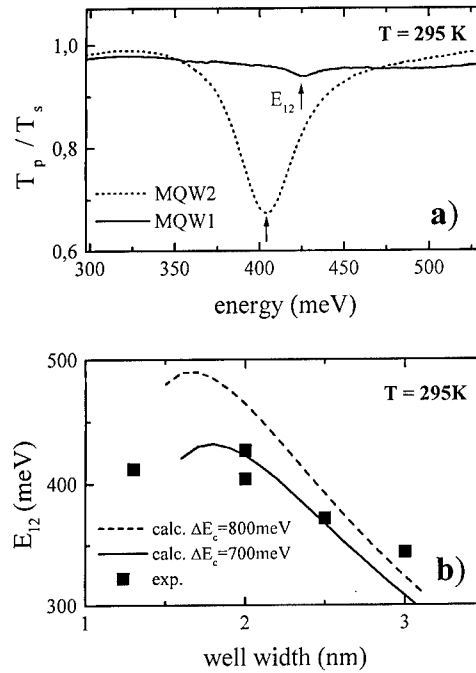 T = 295 K
1,0
0,8
0,6
T_p / T_s
E_12
MQW2
MQW1
a)
300 350 400 450 500
energy (meV)
500
400
300
E_12 (meV)
T = 295K
calc. ΔE_c=800meV
calc. ΔE_c=700meV
exp.
b)
1 2 3
well width (nm)